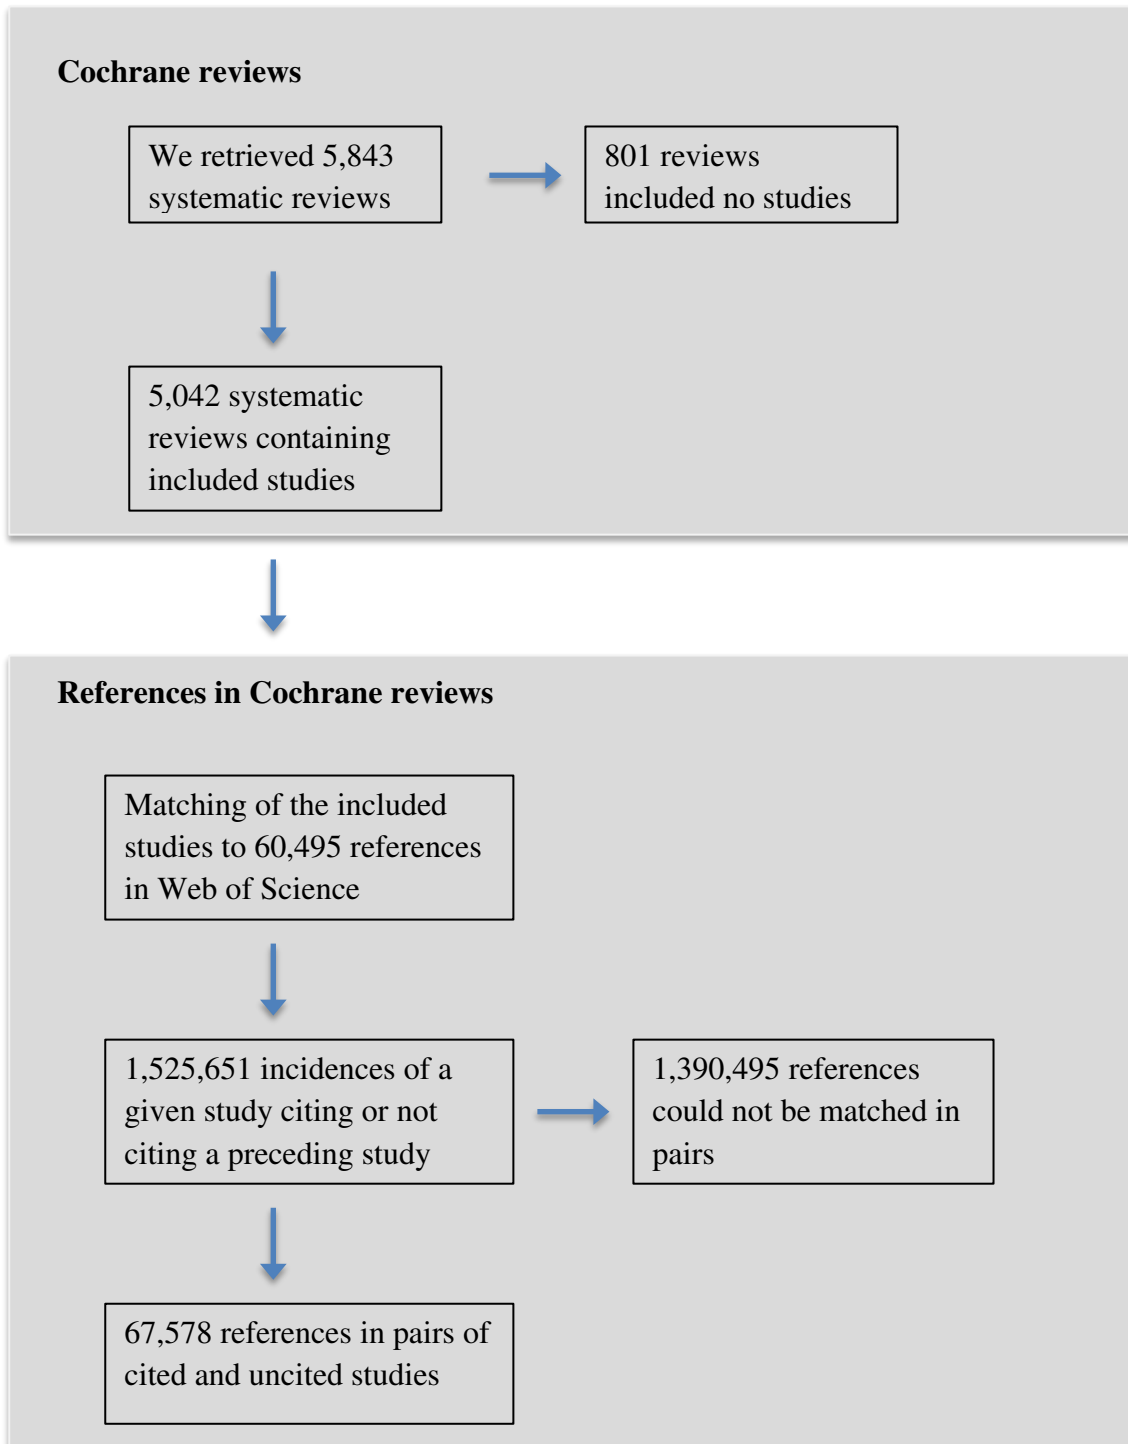 Cochrane reviews
We retrieved 5,843
systematic reviews
801 reviews
included no studies
5,042 systematic
reviews containing
included studies
References in Cochrane reviews
Matching of the included
studies to 60,495 references
in Web of Science
1,525,651 incidences of a
given study citing or not
citing a preceding study
1,390,495 references
could not be matched in
pairs
67,578 references in pairs of
cited and uncited studies